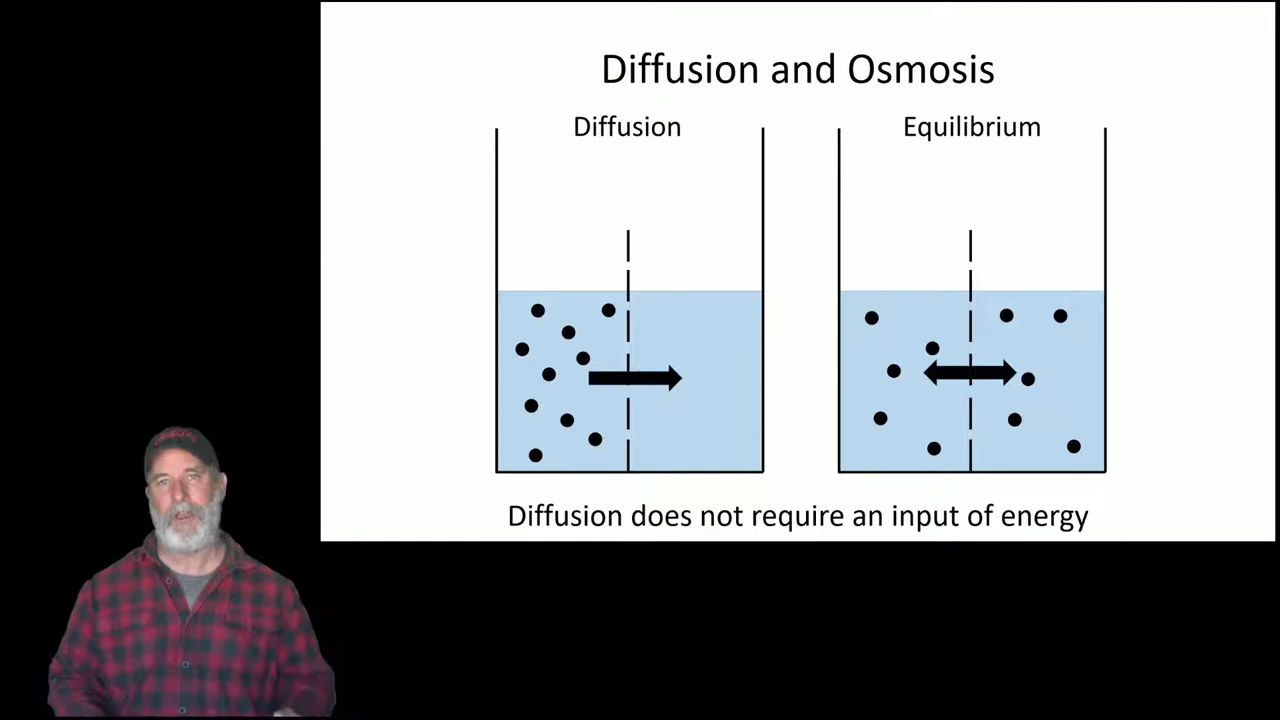 Diffusion and Osmosis
Diffusion
Equilibrium
Diffusion does not require an input of energy